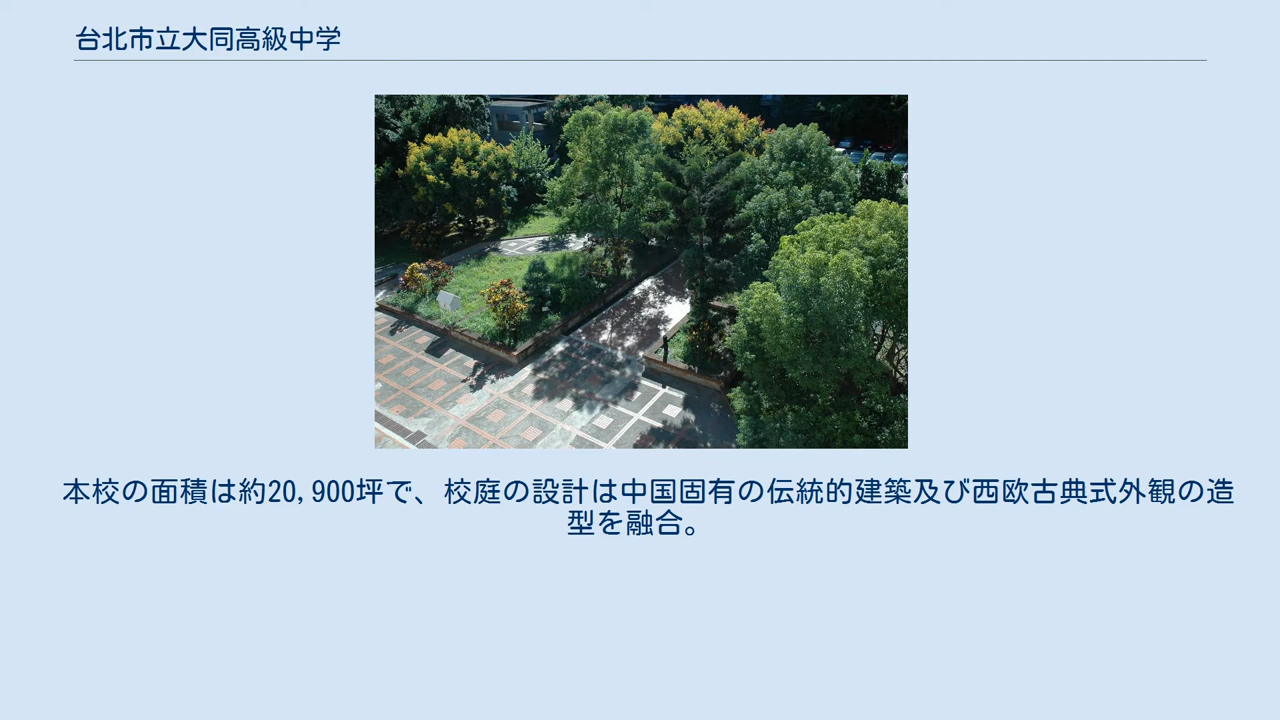 台北市立大同高級中学
本校の面積は約20,900坪で、校庭の設計は中国固有の伝統的建築及び西欧古典式外観の造
型を融合。